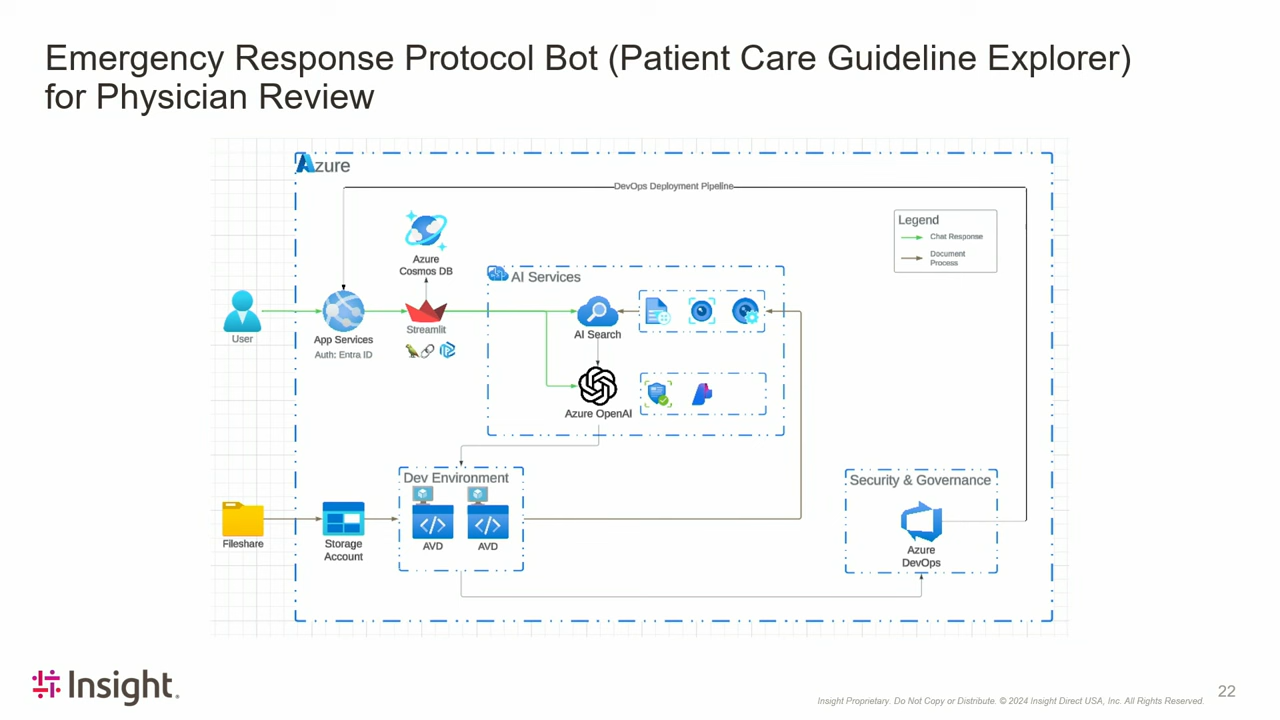 Emergency Response Protocol Bot (Patient Care Guideline Explorer)
for Physician Review
Azure
DevOps Deployment Pipeline
Legend
Chat Response
Document
Process
Azure
Cosmos DB
AI Services
User
App Services
Auth: Entra ID
Streamlit
AI Search
Azure OpenAI
Dev Environment
Security & Governance
Fileshare
Storage
Account
AVD
AVD
Azure
DevOps
Insight.
Insight Proprietary. Do Not Copy or Distribute. © 2024 Insight Direct USA, Inc. All Rights Reserved.
22